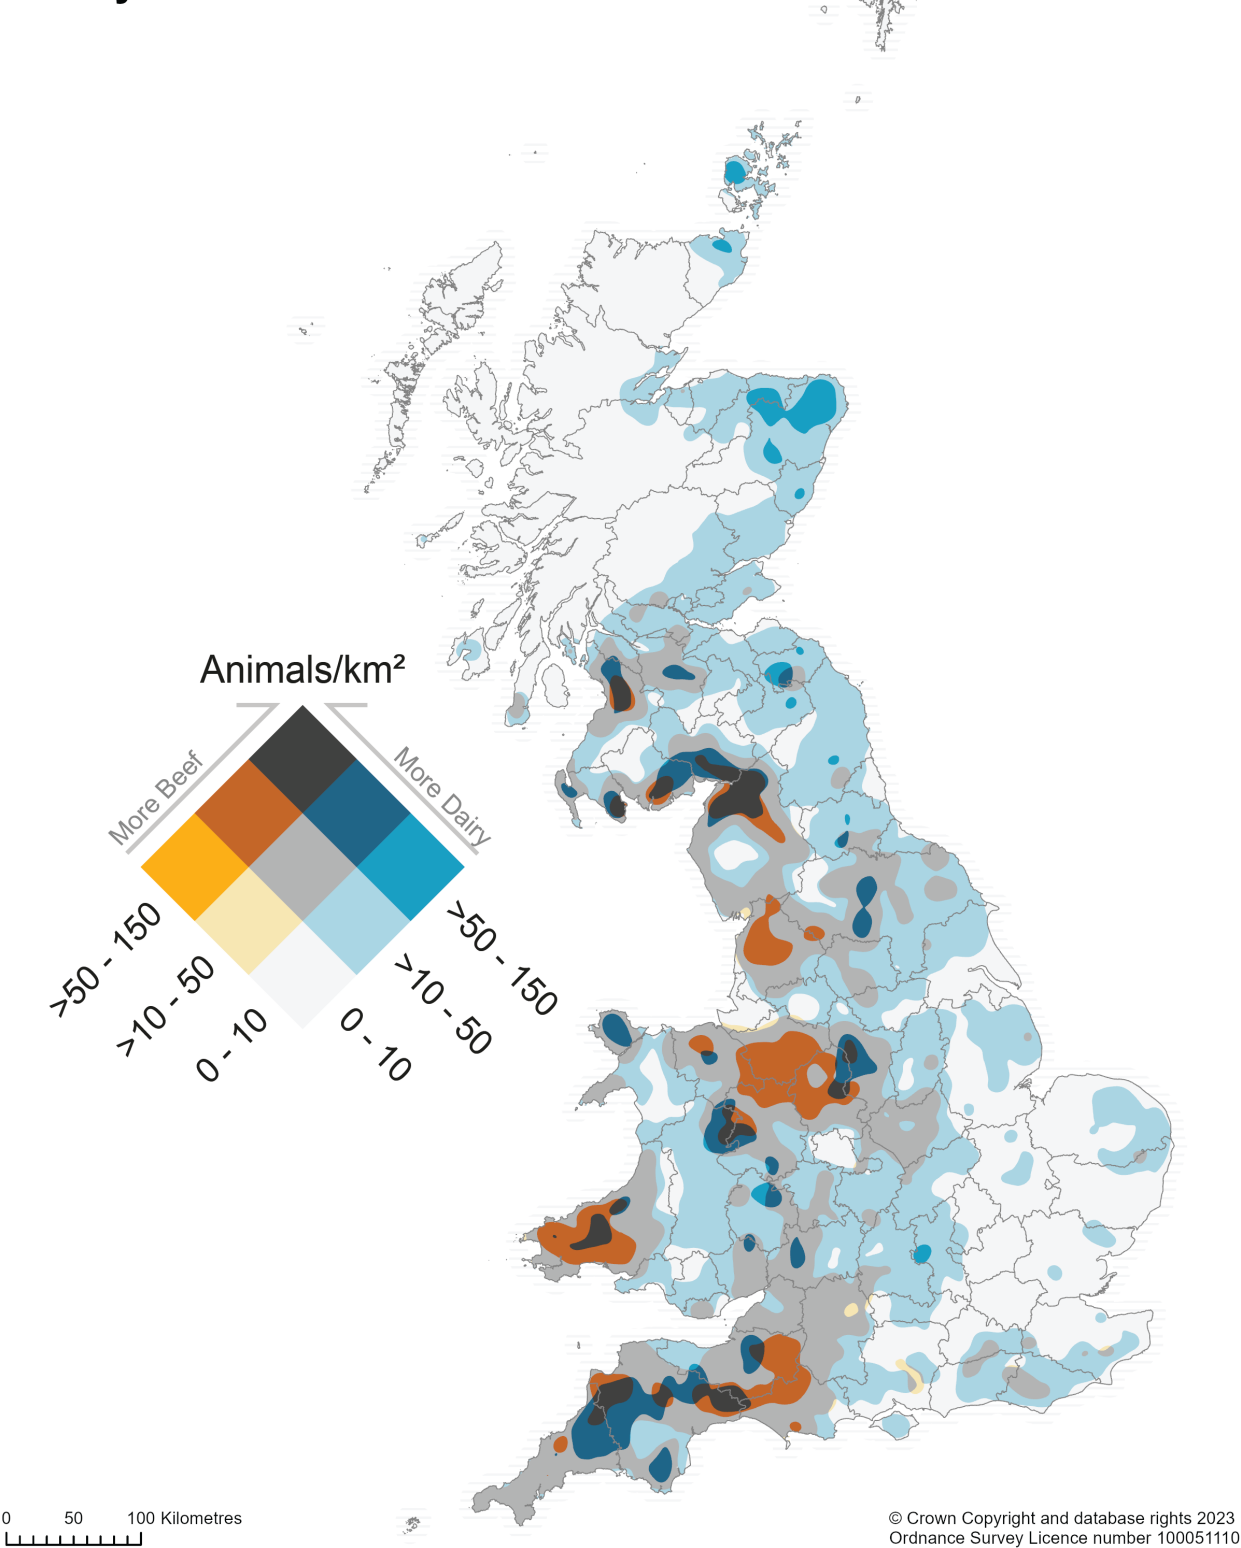 Animals/km²
More Beef
More Dairy
>50 - 150
>10 - 50
0 - 10
0 - 10
>10 - 50
>50 - 150
0 50 100 Kilometres
© Crown Copyright and database rights 2023
Ordnance Survey Licence number 100051110